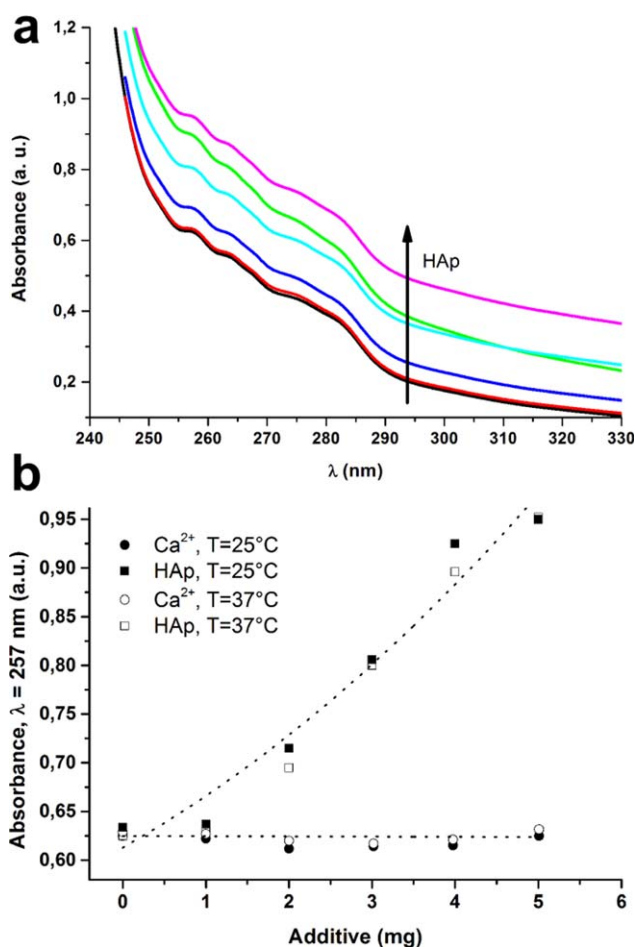 a
1,2
1,0
0,8
0,6
0,4
0,2
Absorbance (a. u.)
HAp
240 250 260 270 280 290 300 310 320 330
λ (nm)
b
0,95
0,90
0,85
0,80
0,75
0,70
0,65
0,60
Absorbance, λ = 257 nm (a.u.)
Ca²⁺, T=25°C
HAp, T=25°C
Ca²⁺, T=37°C
HAp, T=37°C
0 1 2 3 4 5 6
Additive (mg)